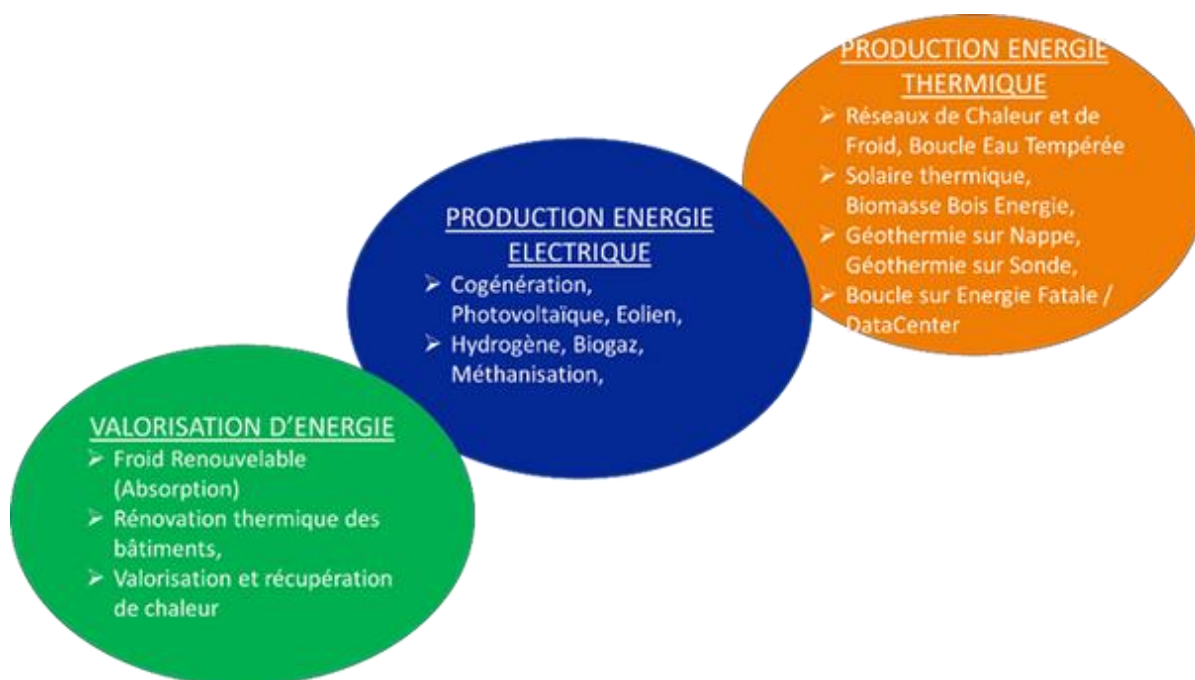 PRODUCTION ENERGIE
THERMIQUE
➢ Réseaux de Chaleur et de
Froid, Boucle Eau Tempérée
➢ Solaire thermique,
Biomasse Bois Energie,
➢ Géothermie sur Nappe,
Géothermie sur Sonde,
➢ Boucle sur Energie Fatale /
DataCenter
PRODUCTION ENERGIE
ELECTRIQUE
➢ Cogénération,
Photovoltaïque, Eolien,
➢ Hydrogène, Biogaz,
Méthanisation,
VALORISATION D’ENERGIE
➢ Froid Renouvelable
(Absorption)
➢ Rénovation thermique des
bâtiments,
➢ Valorisation et récupération
de chaleur